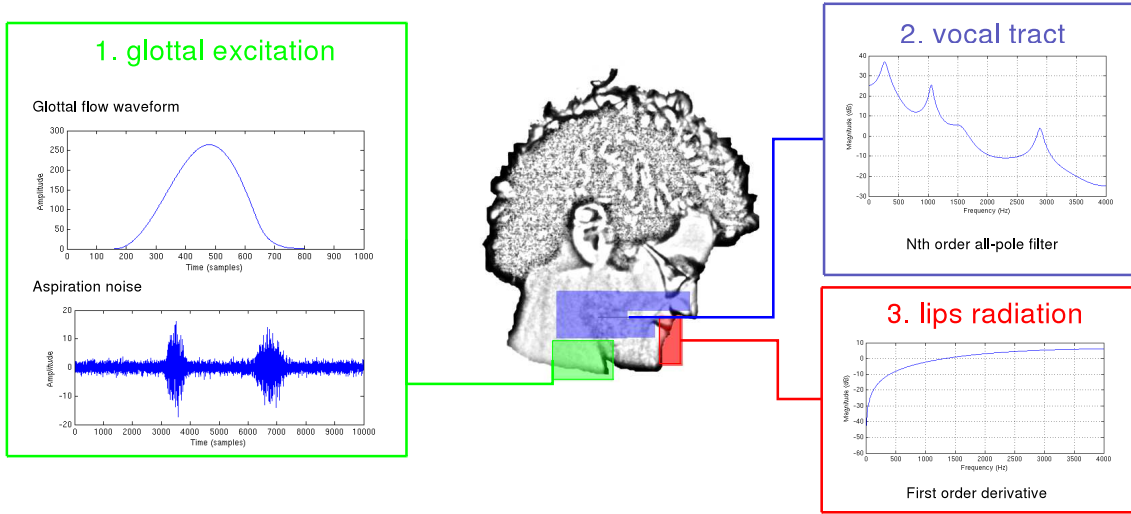 1. glottal excitation
Glottal flow waveform
300
250
200
150
100
50
0
Amplitude
0 100 200 300 400 500 600 700 800 900 1000
Time (samples)
Aspiration noise
20
10
0
-10
-20
Amplitude
0 1000 2000 3000 4000 5000 6000 7000 8000 9000 10000
Time (samples)
2. vocal tract
40
30
20
10
0
-10
-20
-30
Magnitude (dB)
0 500 1000 1500 2000 2500 3000 3500 4000
Frequency (Hz)
Nth order all-pole filter
3. lips radiation
10
0
-10
-20
-30
-40
-50
-60
Magnitude (dB)
0 500 1000 1500 2000 2500 3000 3500 4000
Frequency (Hz)
First order derivative